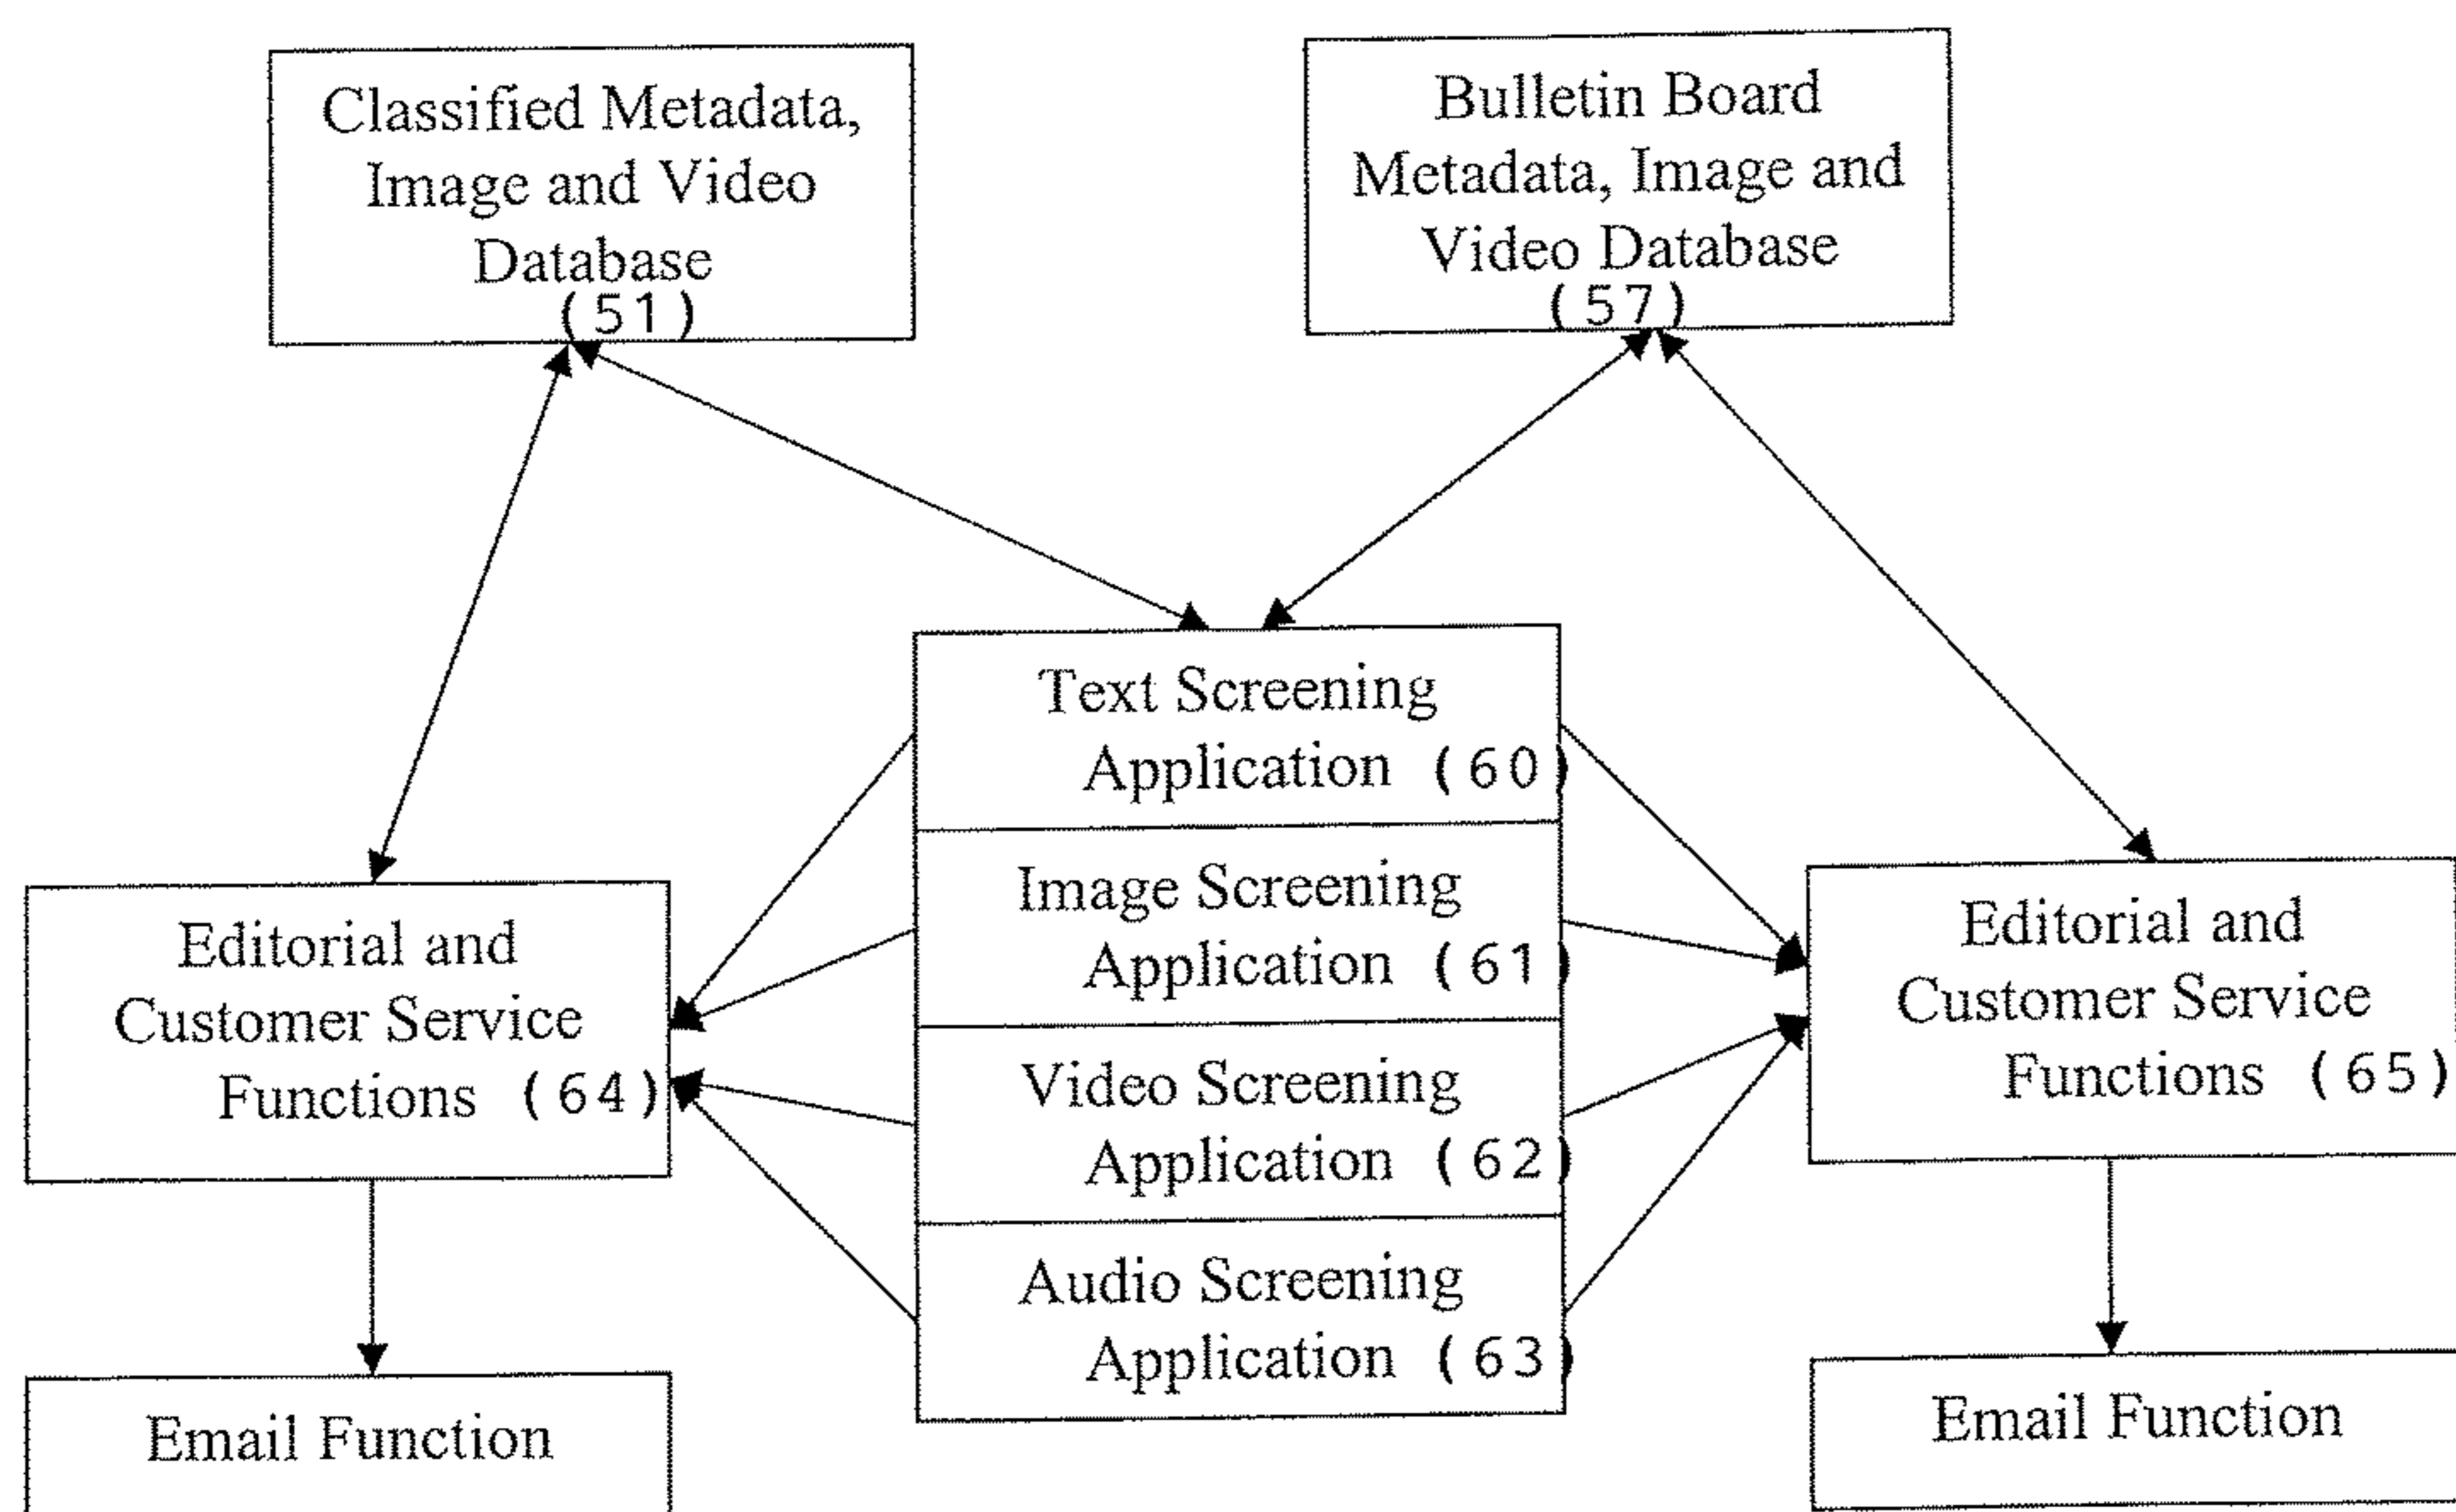 Classified Metadata,
Image and Video
Database
(51)
Bulletin Board
Metadata, Image and
Video Database
(57)
Text Screening
Application (60)
Image Screening
Application (61)
Video Screening
Application (62)
Audio Screening
Application (63)
Editorial and
Customer Service
Functions (64)
Editorial and
Customer Service
Functions (65)
Email Function
Email Function